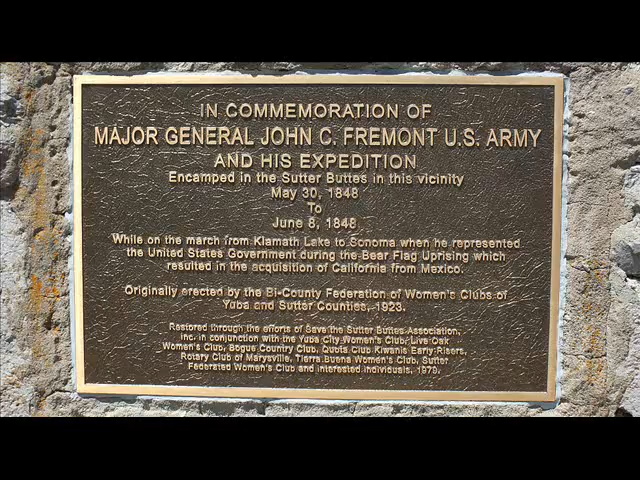 IN COMMEMORATION OF
MAJOR GENERAL JOHN C. FREMONT U.S. ARMY
AND HIS EXPEDITION
Encamped in the Sutter Buttes in this vicinity
May 30, 1848
To
June 8, 1848
While on the march from Klamath Lake to Sonoma when he represented
the United States Government during the Bear Flag Uprising which
resulted in the acquisition of California from Mexico.
Originally erected by the Bi-County Federation of Women's Clubs of
Yuba and Sutter Counties, 1923.
Restored through the efforts of Save the Sutter Buttes Association,
Inc. in conjunction with the Yuba City Women's Club, Live Oak
Women's Club, Bogue Country Club, Quota Club Kiwanis Early Risers,
Rotary Club of Marysville, Tierra Buena Women's Club, Sutter
Federated Women's Club and interested individuals, 1979.